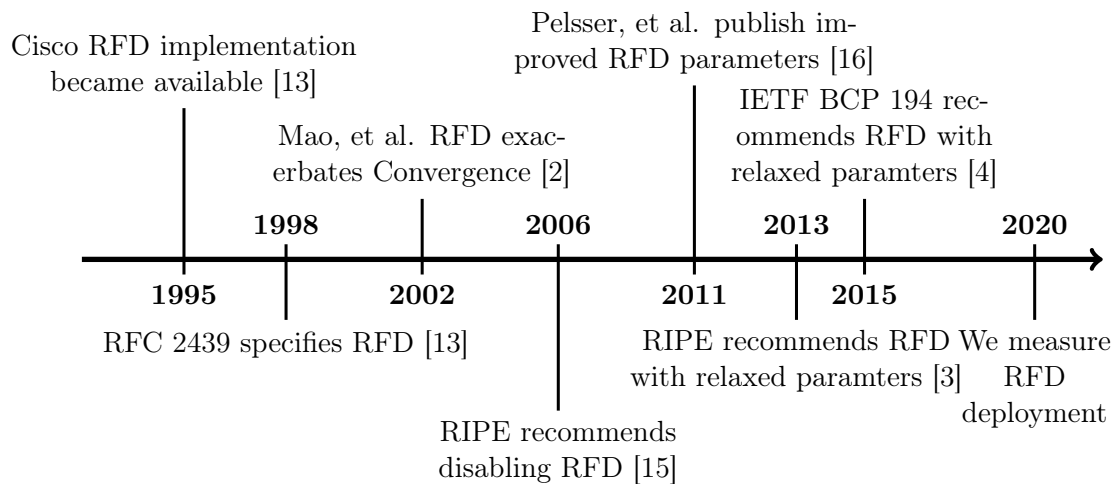 Cisco RFD implementation
became available [13]
Pelsser, et al. publish im-
proved RFD parameters [16]
Mao, et al. RFD exac-
erbates Convergence [2]
IETF BCP 194 rec-
ommends RFD with
relaxed paramters [4]
1998
2006
2013
2020
1995
2002
2011
2015
RFC 2439 specifies RFD [13]
RIPE recommends RFD
with relaxed paramters [3]
We measure
RFD
deployment
RIPE recommends
disabling RFD [15]